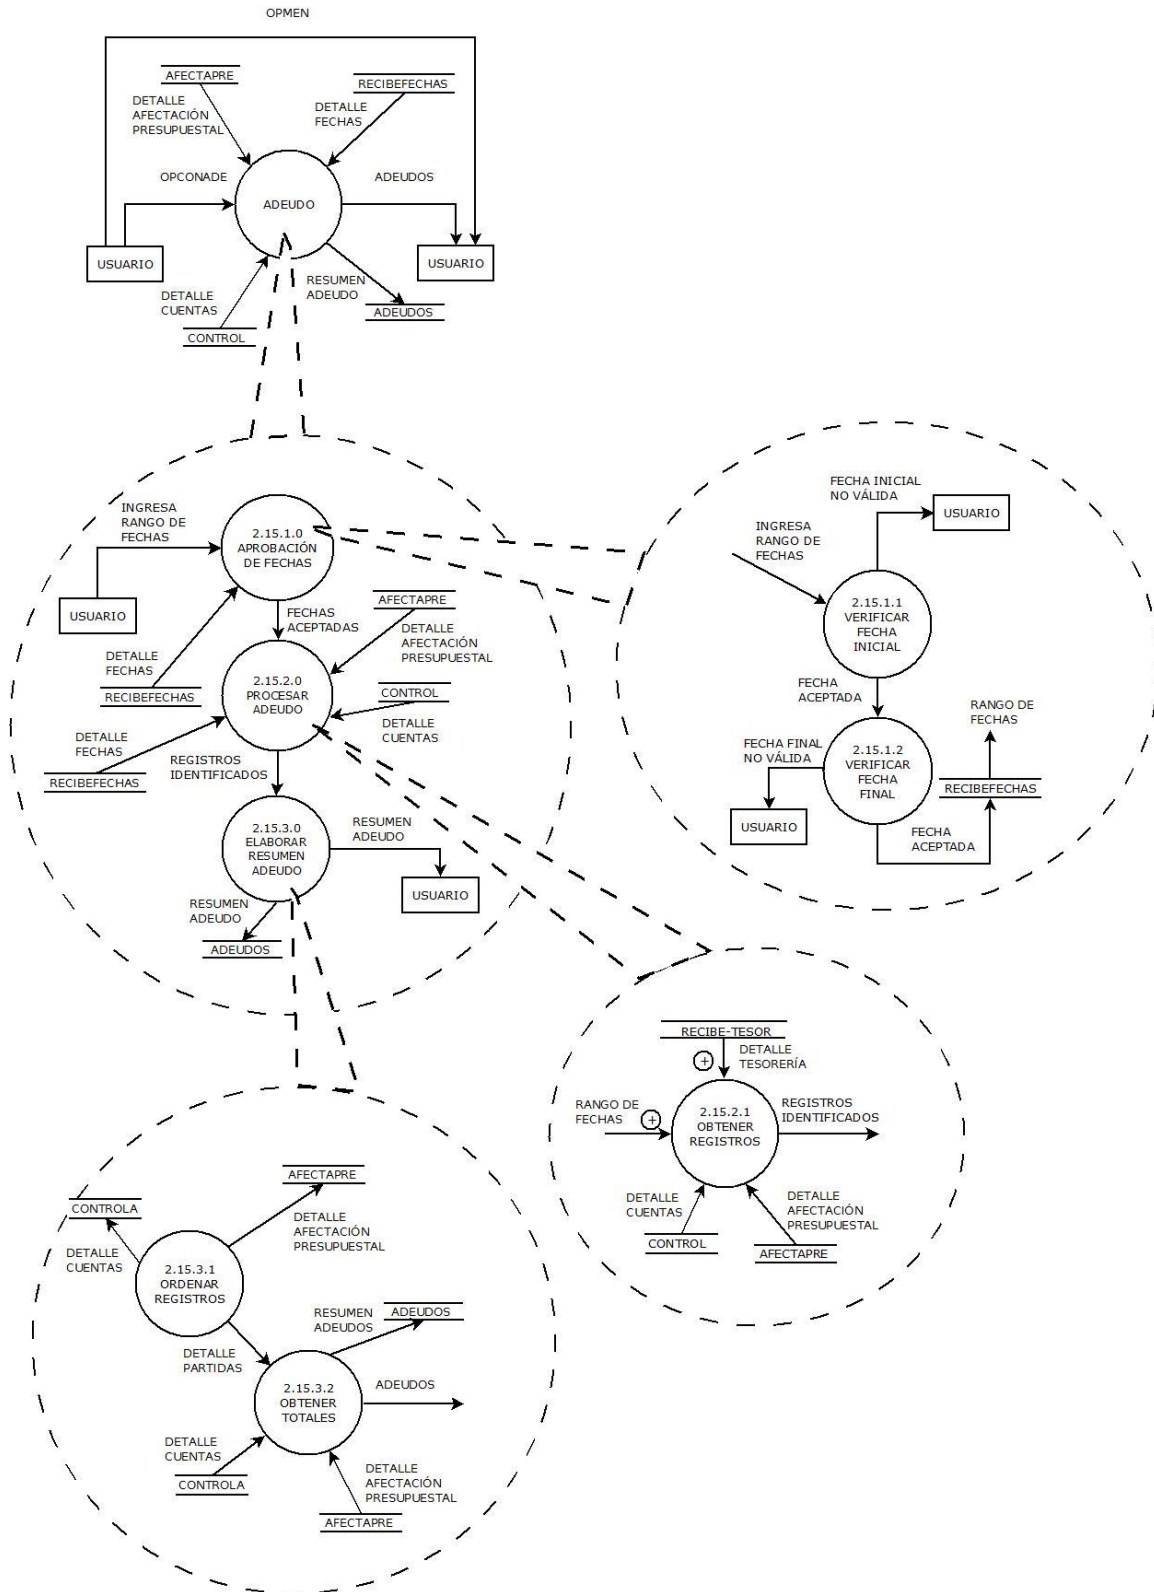 OPMEN
AFECTAPRE
RECIBEFECHAS
DETALLE
AFECTACIÓN
PRESUPUESTAL
DETALLE
FECHAS
OPCONADE
ADEUDOS
ADEUDO
USUARIO
USUARIO
DETALLE
CUENTAS
RESUMEN
ADEUDO
CONTROL
ADEUDOS
INGRESA
RANGO DE
FECHAS
2.15.1.0
APROBACIÓN
DE FECHAS
USUARIO
FECHAS
ACEPTADAS
AFECTAPRE
DETALLE
AFECTACIÓN
PRESUPUESTAL
DETALLE
FECHAS
RECIBEFECHAS
2.15.2.0
PROCESAR
ADEUDO
CONTROL
DETALLE
CUENTAS
DETALLE
FECHAS
RECIBEFECHAS
REGISTROS
IDENTIFICADOS
2.15.3.0
ELABORAR
RESUMEN
ADEUDO
RESUMEN
ADEUDO
USUARIO
RESUMEN
ADEUDO
ADEUDOS
FECHA INICIAL
NO VÁLIDA
USUARIO
INGRESA
RANGO DE
FECHAS
2.15.1.1
VERIFICAR
FECHA
INICIAL
FECHA
ACEPTADA
RANGO DE
FECHAS
FECHA FINAL
NO VÁLIDA
2.15.1.2
VERIFICAR
FECHA
FINAL
RECIBEFECHAS
USUARIO
FECHA
ACEPTADA
RECIBE-TESOR
+
DETALLE
TESORERÍA
RANGO DE
FECHAS
+
2.15.2.1
OBTENER
REGISTROS
REGISTROS
IDENTIFICADOS
DETALLE
CUENTAS
DETALLE
AFECTACIÓN
PRESUPUESTAL
CONTROL
AFECTAPRE
AFECTAPRE
CONTROLA
DETALLE
AFECTACIÓN
PRESUPUESTAL
DETALLE
CUENTAS
2.15.3.1
ORDENAR
REGISTROS
RESUMEN
ADEUDOS
ADEUDOS
DETALLE
PARTIDAS
2.15.3.2
OBTENER
TOTALES
ADEUDOS
DETALLE
CUENTAS
CONTROLA
DETALLE
AFECTACIÓN
PRESUPUESTAL
AFECTAPRE